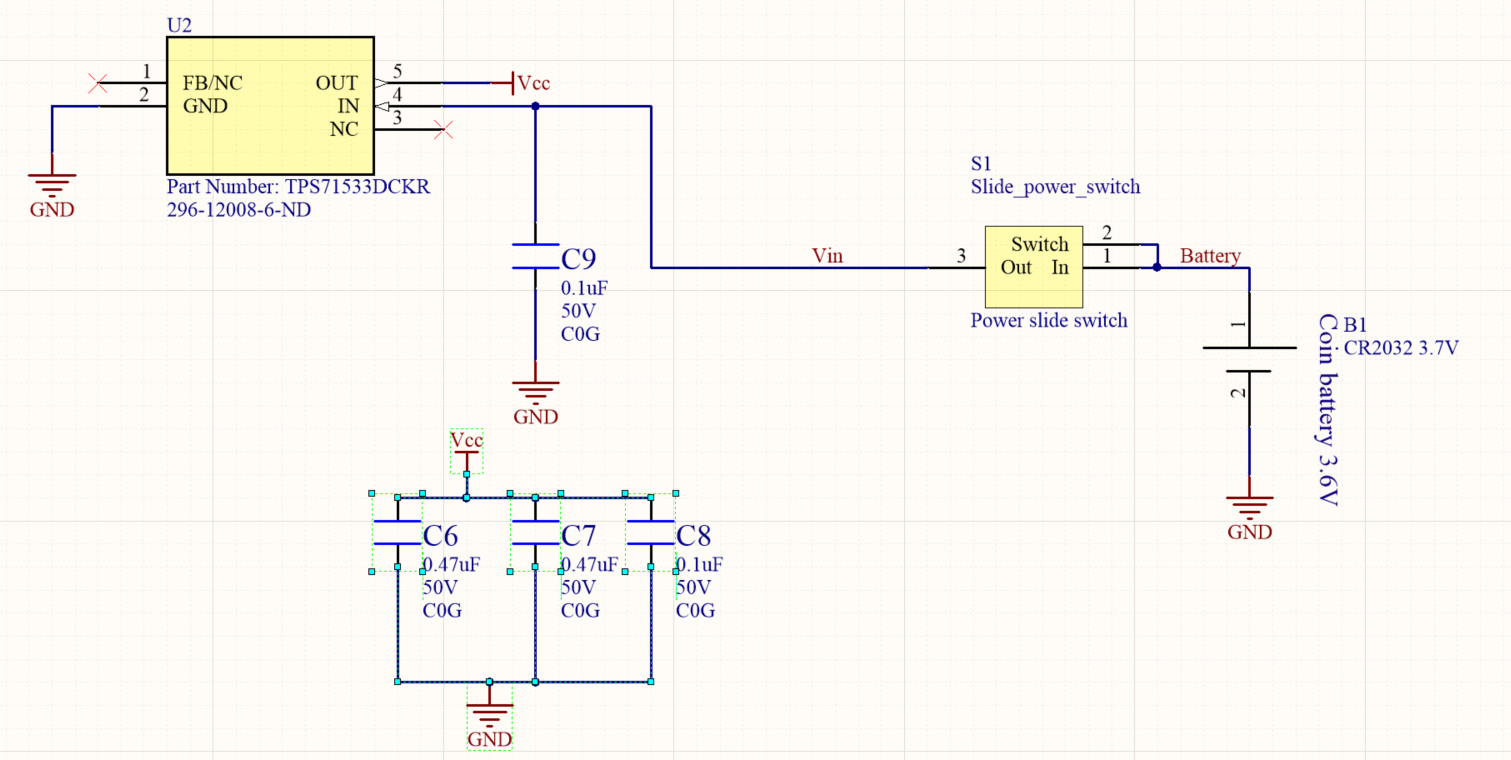 U2
1
2
FB/NC
GND
OUT
IN
NC
5
4
3
Vcc
GND
Part Number: TPS71533DCKR
296-12008-6-ND
C9
0.1uF
50V
C0G
GND
Vin
S1
Slide_power_switch
3
Switch
Out In
2
1
Power slide switch
Battery
1
2
B1
CR2032 3.7V
Coin battery 3.6V
GND
Vcc
C6
0.47uF
50V
C0G
C7
0.47uF
50V
C0G
C8
0.1uF
50V
C0G
GND